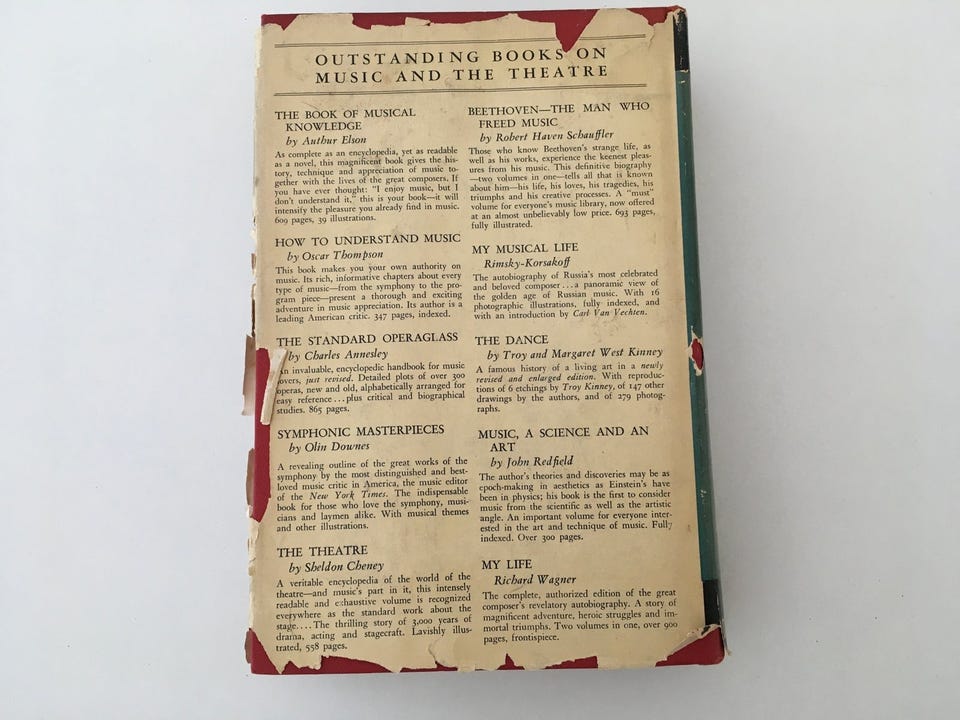 OUTSTANDING BOOKS ON
MUSIC AND THE THEATRE
THE BOOK OF MUSICAL
KNOWLEDGE
by Authur Elson
As complete as an encyclopedia, yet as readable
as a novel, this magnificent book gives the his-
tory, technique and appreciation of music to-
gether with the lives of the great composers. If
you have ever thought: "I enjoy music, but I
don't understand it," this is your book—it will
intensify the pleasure you already find in music.
609 pages, 39 illustrations.
HOW TO UNDERSTAND MUSIC
by Oscar Thompson
This book makes you your own authority on
music. Its rich, informative chapters about every
type of music—from the symphony to the pro-
gram piece—present a thorough and exciting
adventure in music appreciation. Its author is a
leading American critic. 347 pages, indexed.
THE STANDARD OPERAGLASS
by Charles Annesley
An invaluable, encyclopedic handbook for music
overs, just revised. Detailed plots of over 300
operas, new and old, alphabetically arranged for
easy reference...plus critical and biographical
studies. 865 pages.
SYMPHONIC MASTERPIECES
by Olin Downes
A revealing outline of the great works of the
symphony by the most distinguished and best-
loved music critic in America, the music editor
of the New York Times. The indispensable
book for those who love the symphony, musi-
cians and laymen alike. With musical themes
and other illustrations.
THE THEATRE
by Sheldon Cheney
A veritable encyclopedia of the world of the
theatre—and music's part in it, this intensely
readable and exhaustive volume is recognized
everywhere as the standard work about the
stage.... The thrilling story of 3,000 years of
drama, acting and stagecraft. Lavishly illus-
trated, 558 pages.
BEETHOVEN—THE MAN WHO
FREED MUSIC
by Robert Haven Schauffler
Those who know Beethoven's strange life, as
well as his works, experience the keenest pleas-
ures from his music. This definitive biography
—two volumes in one—tells all that is known
about him—his life, his loves, his tragedies, his
triumphs and his creative processes. A "must"
volume for everyone's music library, now offered
at an almost unbelievably low price. 693 pages,
fully illustrated.
MY MUSICAL LIFE
Rimsky-Korsakoff
The autobiography of Russia's most celebrated
and beloved composer...a panoramic view of
the golden age of Russian music. With 16
photographic illustrations, fully indexed, and
with an introduction by Carl Van Vechten.
THE DANCE
by Troy and Margaret West Kinney
A famous history of a living art in a newly
revised and enlarged edition. With reproduc-
tions of 6 etchings by Troy Kinney, of 147 other
drawings by the authors, and of 279 photog-
raphs.
MUSIC, A SCIENCE AND AN
ART
by John Redfield
The author's theories and discoveries may be as
epoch-making in aesthetics as Einstein's have
been in physics; his book is the first to consider
music from the scientific as well as the artistic
angle. An important volume for everyone inter-
ested in the art and technique of music. Fully
indexed. Over 300 pages.
MY LIFE
Richard Wagner
The complete, authorized edition of the great
composer's revelatory autobiography. A story of
magnificent adventure, heroic struggles and im-
mortal triumphs. Two volumes in one, over 900
pages, frontispiece.